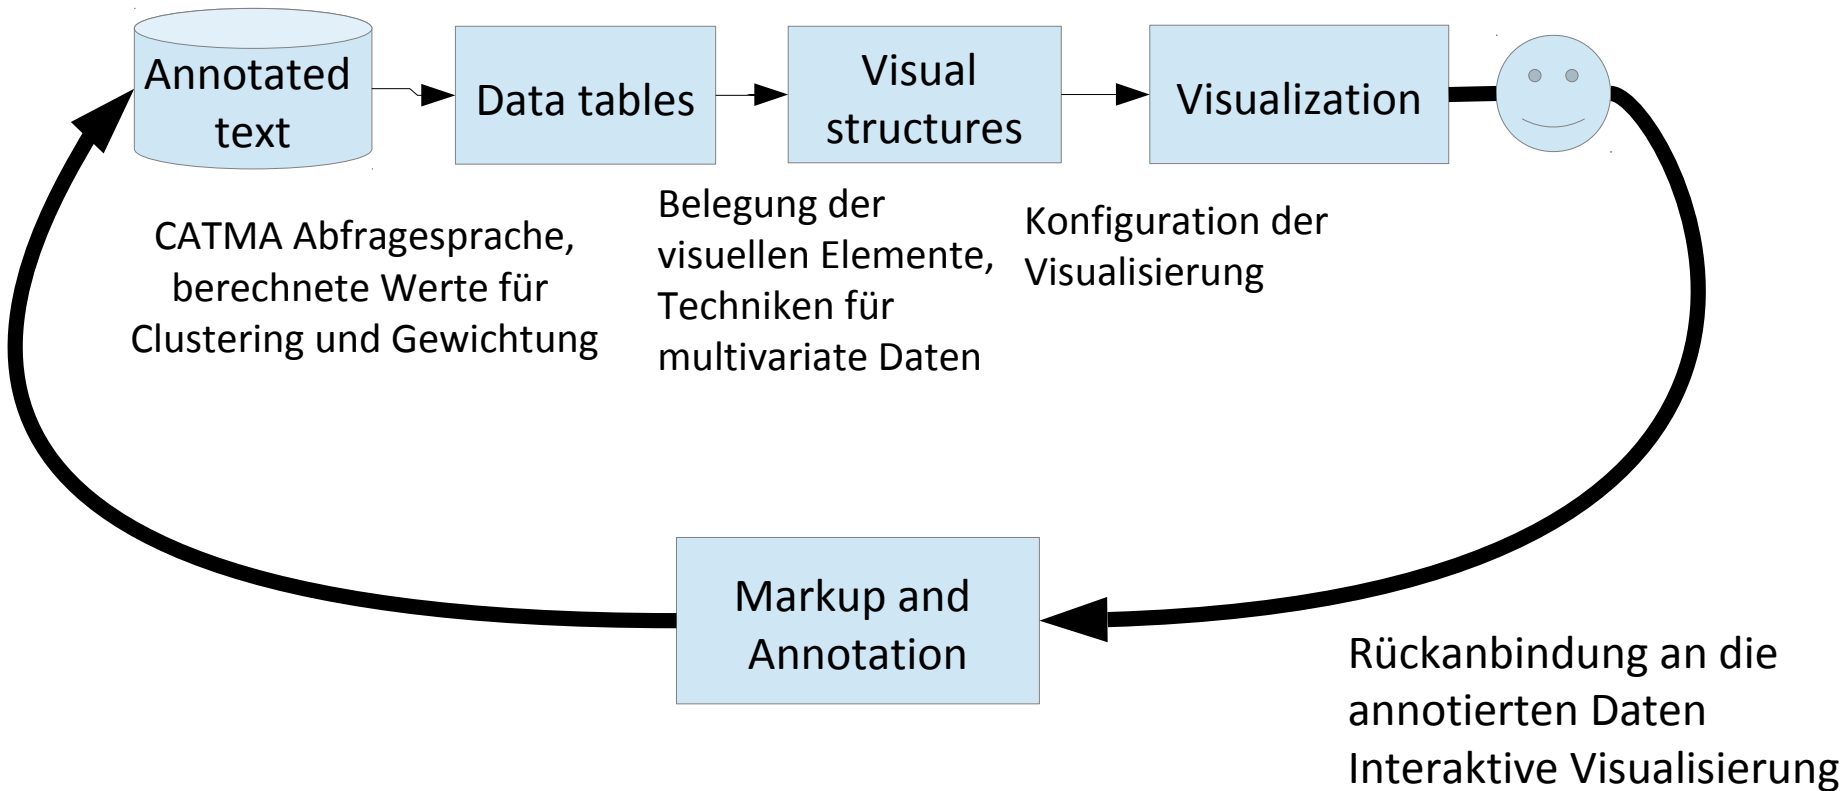 Annotated
text
Data tables
Visual
structures
Visualization
CATMA Abfragesprache,
berechnete Werte für
Clustering und Gewichtung
Belegung der
visuellen Elemente,
Techniken für
multivariate Daten
Konfiguration der
Visualisierung
Markup and
Annotation
Rückanbindung an die
annotierten Daten
Interaktive Visualisierung